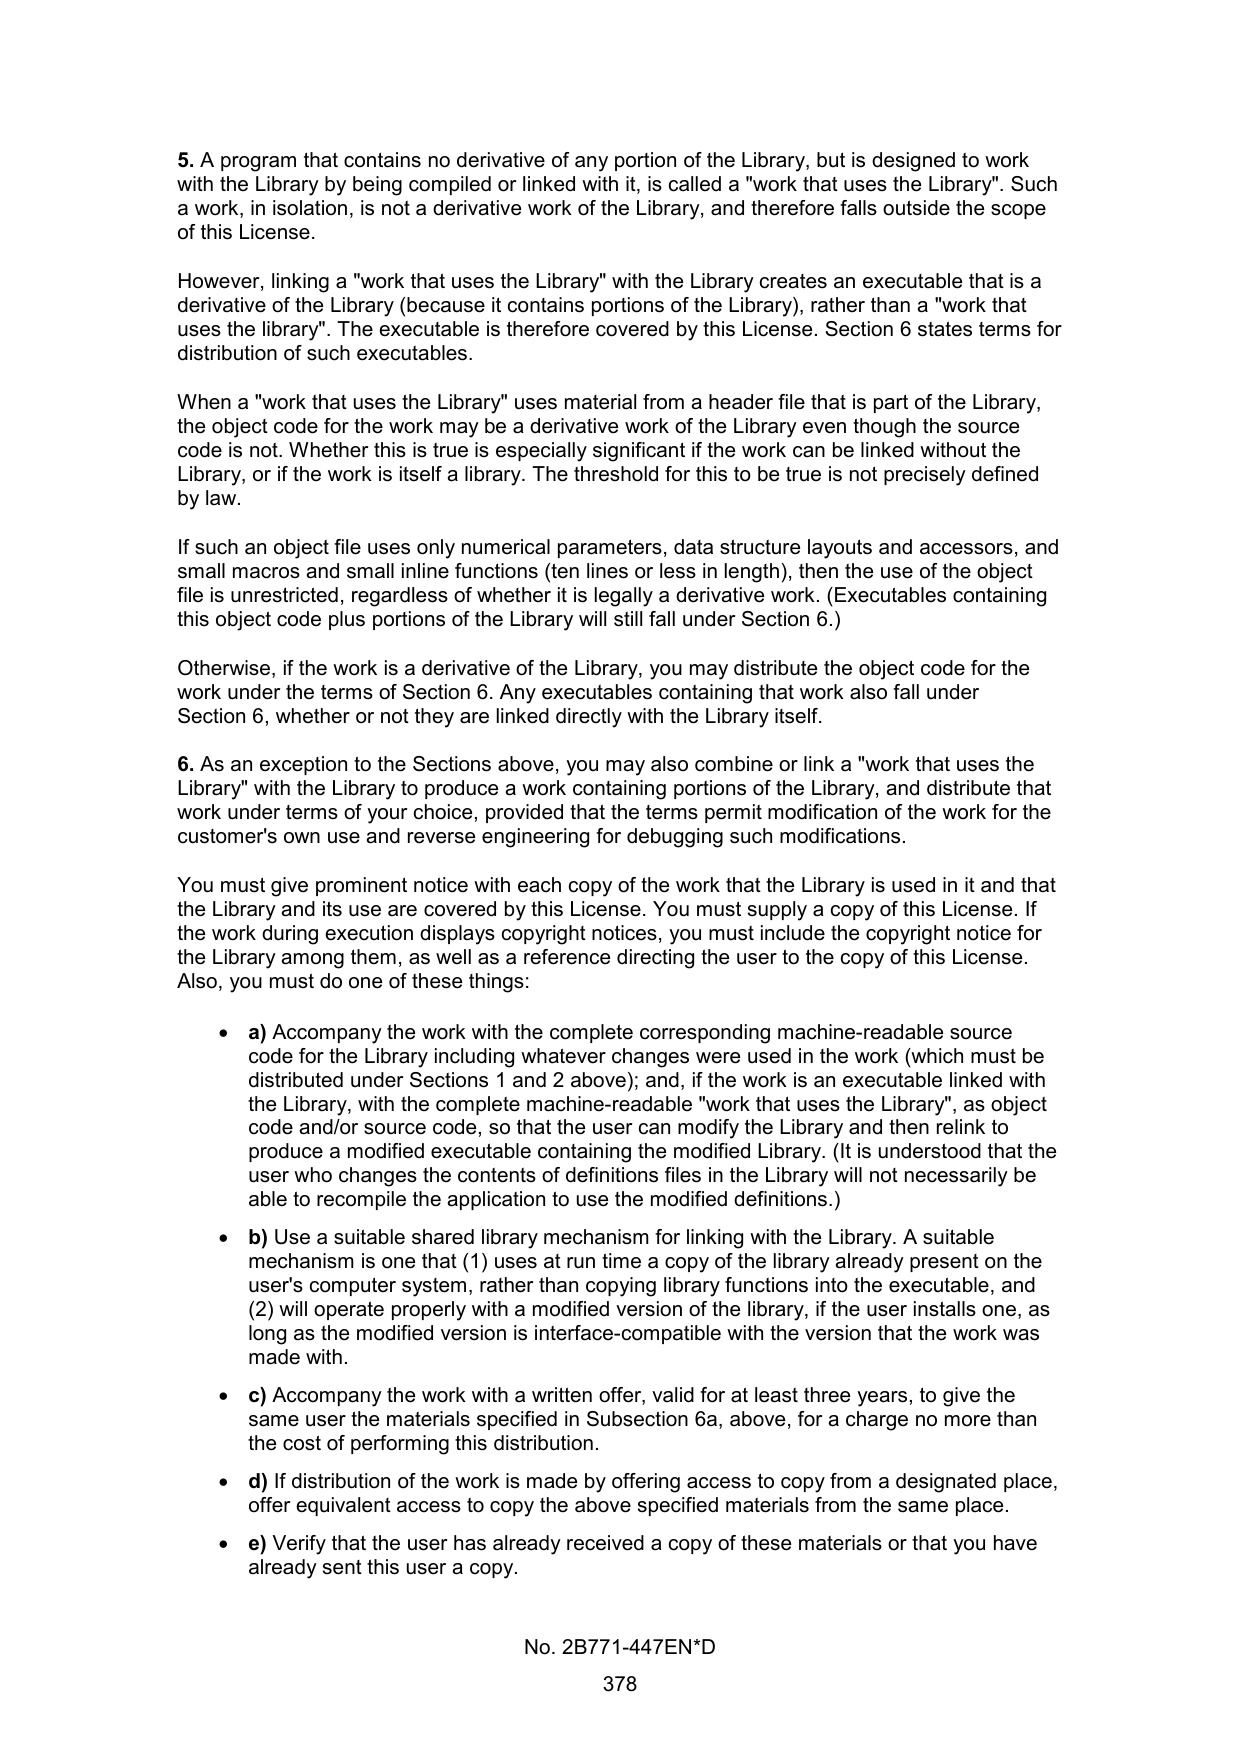 5. A program that contains no derivative of any portion of the Library, but is designed to work
with the Library by being compiled or linked with it, is called a "work that uses the Library". Such
a work, in isolation, is not a derivative work of the Library, and therefore falls outside the scope
of this License.
However, linking a "work that uses the Library" with the Library creates an executable that is a
derivative of the Library (because it contains portions of the Library), rather than a "work that
uses the library". The executable is therefore covered by this License. Section 6 states terms for
distribution of such executables.
When a "work that uses the Library" uses material from a header file that is part of the Library,
the object code for the work may be a derivative work of the Library even though the source
code is not. Whether this is true is especially significant if the work can be linked without the
Library, or if the work is itself a library. The threshold for this to be true is not precisely defined
by law.
If such an object file uses only numerical parameters, data structure layouts and accessors, and
small macros and small inline functions (ten lines or less in length), then the use of the object
file is unrestricted, regardless of whether it is legally a derivative work. (Executables containing
this object code plus portions of the Library will still fall under Section 6.)
Otherwise, if the work is a derivative of the Library, you may distribute the object code for the
work under the terms of Section 6. Any executables containing that work also fall under
Section 6, whether or not they are linked directly with the Library itself.
6. As an exception to the Sections above, you may also combine or link a "work that uses the
Library" with the Library to produce a work containing portions of the Library, and distribute that
work under terms of your choice, provided that the terms permit modification of the work for the
customer's own use and reverse engineering for debugging such modifications.
You must give prominent notice with each copy of the work that the Library is used in it and that
the Library and its use are covered by this License. You must supply a copy of this License. If
the work during execution displays copyright notices, you must include the copyright notice for
the Library among them, as well as a reference directing the user to the copy of this License.
Also, you must do one of these things:
• a) Accompany the work with the complete corresponding machine-readable source
code for the Library including whatever changes were used in the work (which must be
distributed under Sections 1 and 2 above); and, if the work is an executable linked with
the Library, with the complete machine-readable "work that uses the Library", as object
code and/or source code, so that the user can modify the Library and then relink to
produce a modified executable containing the modified Library. (It is understood that the
user who changes the contents of definitions files in the Library will not necessarily be
able to recompile the application to use the modified definitions.)
• b) Use a suitable shared library mechanism for linking with the Library. A suitable
mechanism is one that (1) uses at run time a copy of the library already present on the
user's computer system, rather than copying library functions into the executable, and
(2) will operate properly with a modified version of the library, if the user installs one, as
long as the modified version is interface-compatible with the version that the work was
made with.
• c) Accompany the work with a written offer, valid for at least three years, to give the
same user the materials specified in Subsection 6a, above, for a charge no more than
the cost of performing this distribution.
• d) If distribution of the work is made by offering access to copy from a designated place,
offer equivalent access to copy the above specified materials from the same place.
• e) Verify that the user has already received a copy of these materials or that you have
already sent this user a copy.
No. 2B771-447EN*D
378